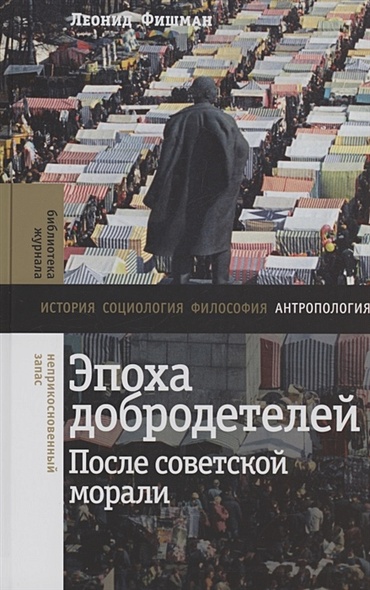 Леонид Фишман
библиотека
журнала
ИСТОРИЯ СОЦИОЛОГИЯ ФИЛОСОФИЯ АНТРОПОЛОГИЯ
неприкосновенный
запас
Эпоха
добродетелей
После советской
морали